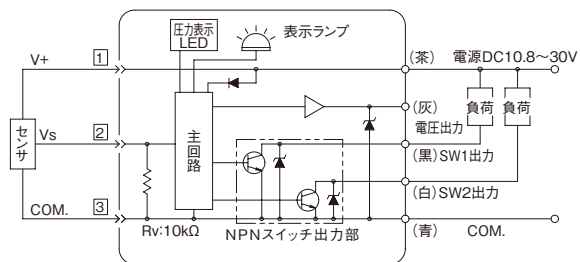 圧力表示
LED
表示ランプ
V+
1
(茶)
電源DC10.8～30V
(灰)
電圧出力
負荷
負荷
センサ
Vs
2
主回路
(黒)SW1出力
(白)SW2出力
COM.
3
Rv:10kΩ
NPNスイッチ出力部
(青)
COM.